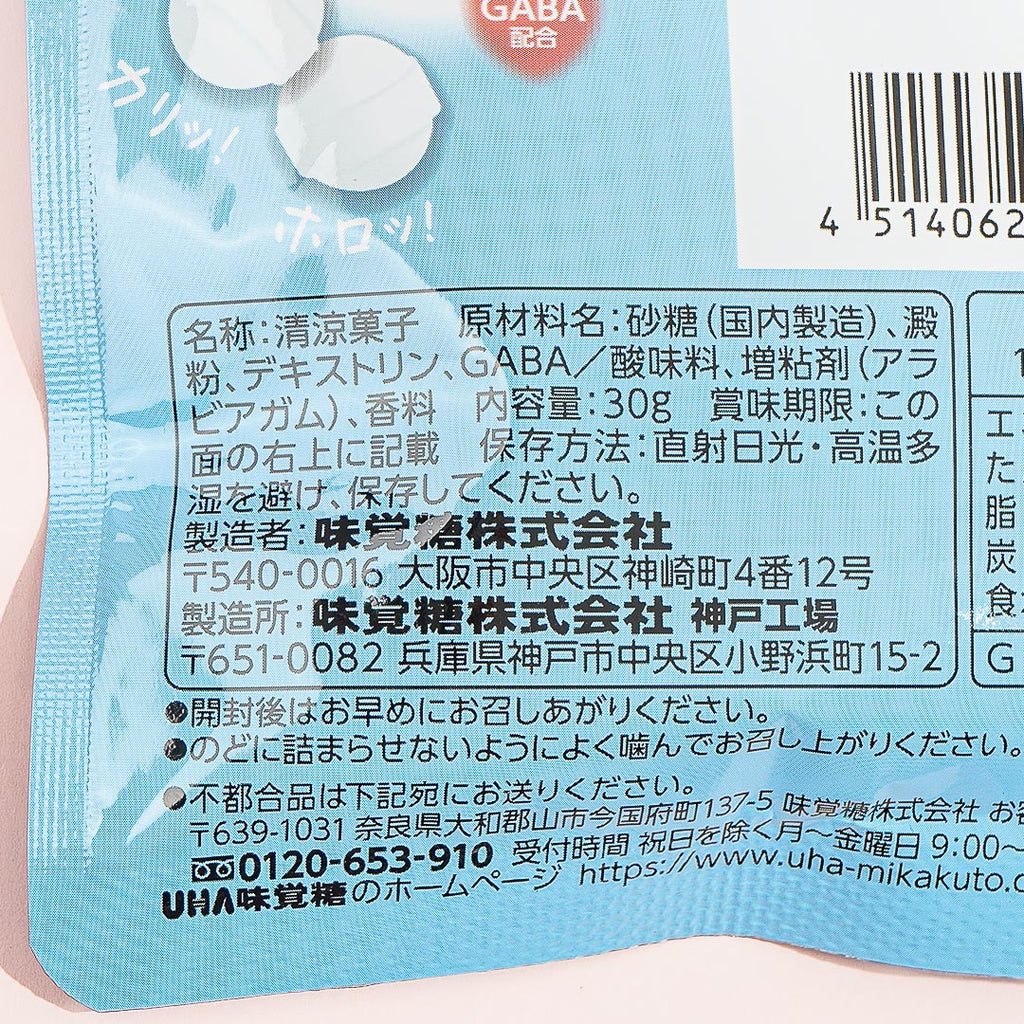 GABA
配合
カリッ!
ホロッ!
4 514062
名称:清涼菓子　原材料名:砂糖(国内製造)、澱
粉、デキストリン、GABA/酸味料、増粘剤(アラ
ビアガム)、香料　内容量:30g　賞味期限:この
面の右上に記載　保存方法:直射日光・高温多
湿を避け、保存してください。
製造者:味覚糖株式会社
〒540-0016 大阪市中央区神崎町4番12号
製造所:味覚糖株式会社 神戸工場
〒651-0082 兵庫県神戸市中央区小野浜町15-2
1
エ
た
脂
炭
食
G
●開封後はお早めにお召しあがりください。
●のどに詰まらせないようによく噛んでお召し上がりください。
●不都合品は下記宛にお送りください。
〒639-1031 奈良県大和郡山市今国府町137-5 味覚糖株式会社 お客
0120-653-910 受付時間 祝日を除く月～金曜日 9:00～
UHA味覚糖のホームページ https://www.uha-mikakuto.c